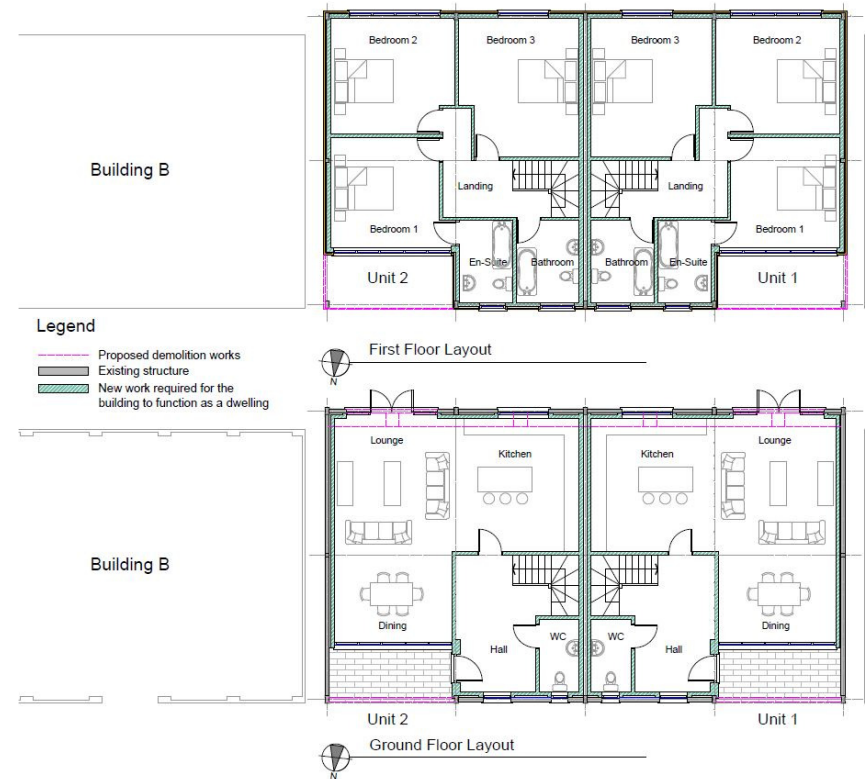 Bedroom 2
Bedroom 3
Bedroom 3
Bedroom 2
Building B
Landing
Landing
Bedroom 1
Bedroom 1
En-Suite
Bathroom
Bathroom
En-Suite
Unit 2
Unit 1
Legend
Proposed demolition works
Existing structure
New work required for the
building to function as a dwelling
N
First Floor Layout
Lounge
Kitchen
Kitchen
Lounge
Building B
Dining
Dining
Hall
WC
WC
Hall
Unit 2
Unit 1
N
Ground Floor Layout